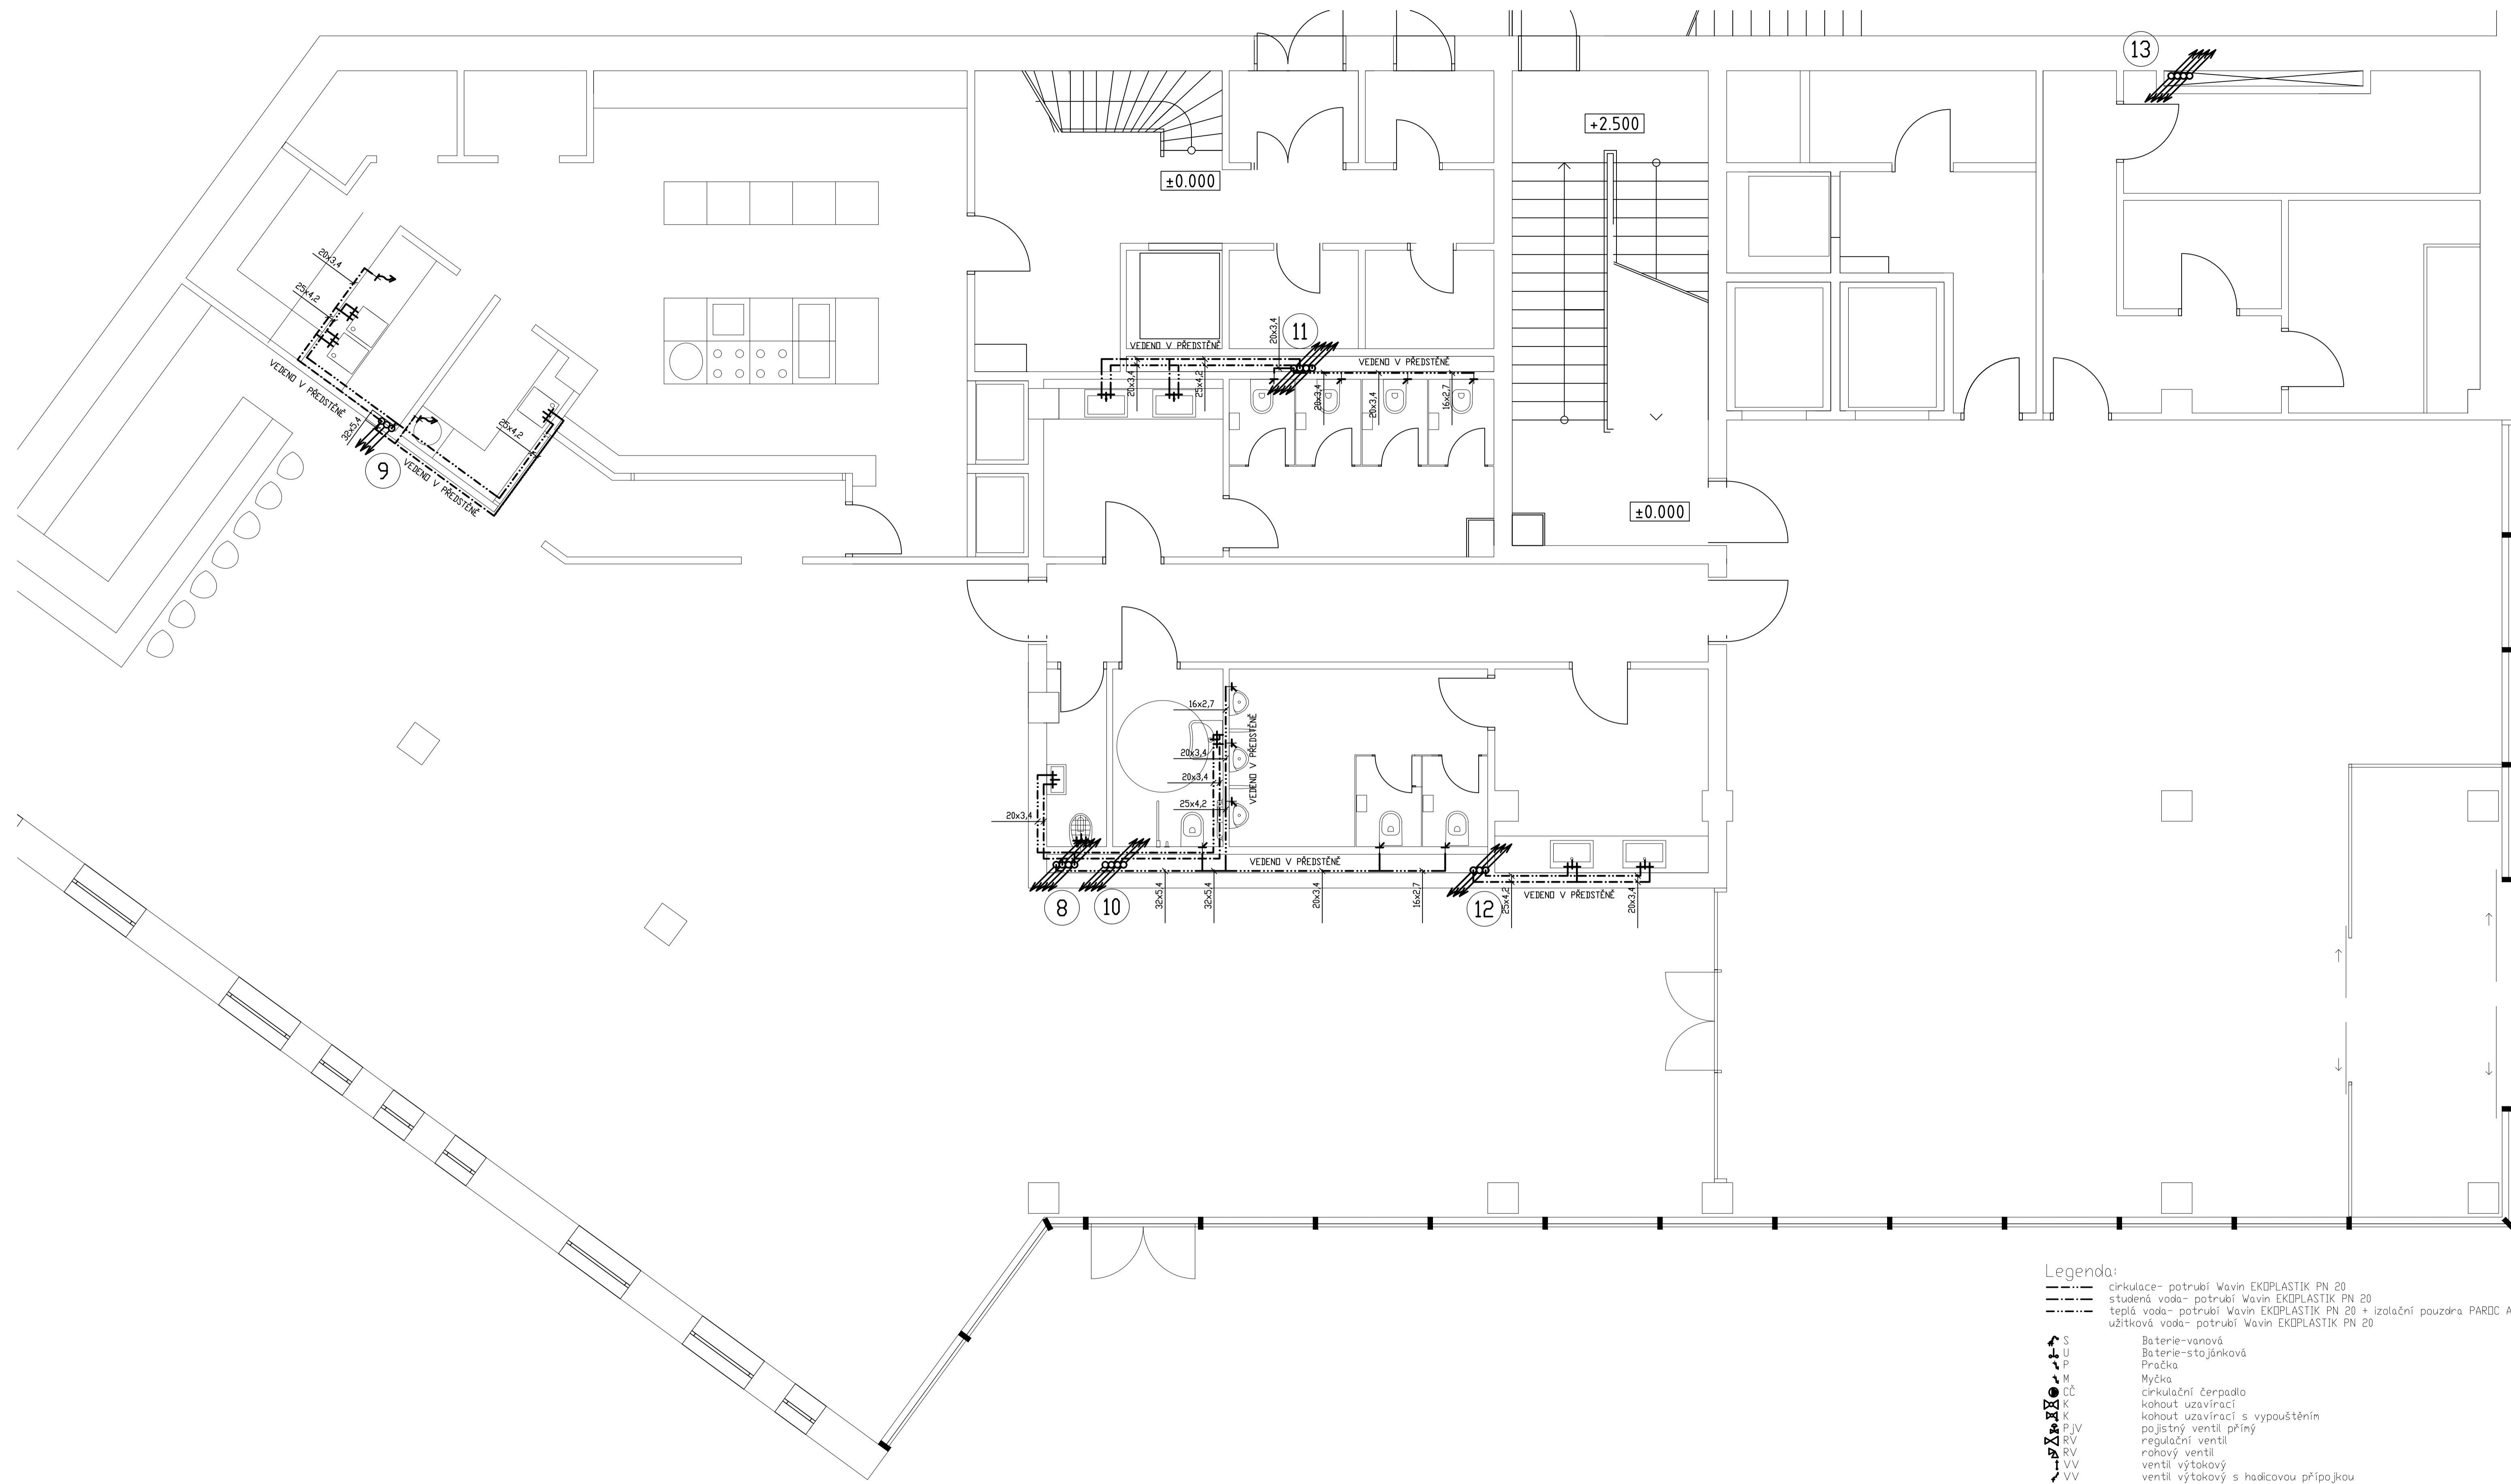 13
+2.500
±0.000
20x3,4
25x4,2
VEDENO V PŘEDSTĚNĚ
32x5,4
9
VEDENO V PŘEDSTĚNĚ
25x4,2
20x3,4
11
VEDENO V PŘEDSTĚNĚ
VEDENO V PŘEDSTĚNĚ
20x3,4
25x4,2
20x3,4
20x3,4
16x2,7
±0.000
16x2,7
20x3,4
20x3,4
25x4,2
VEDENO V PŘEDSTĚNĚ
20x3,4
VEDENO V PŘEDSTĚNĚ
8
10
32x5,4
32x5,4
20x3,4
16x2,7
12
25x4,2
VEDENO V PŘEDSTĚNĚ
20x3,4
Legenda:
cirkulace- potrubí Wavin EKOPLASTIK PN 20
studená voda- potrubí Wavin EKOPLASTIK PN 20
teplá voda- potrubí Wavin EKOPLASTIK PN 20 + izolační pouzdra PAROC A
užitková voda- potrubí Wavin EKOPLASTIK PN 20
S Baterie-vanová
U Baterie-stojánková
P Pračka
M Myčka
CČ cirkulační čerpadlo
K kohout uzavírací
K kohout uzavírací s vypouštěním
PjV pojistný ventil přímý
RV regulační ventil
RV rohový ventil
VV ventil výtokový
VV ventil výtokový s hadicovou přípojkou